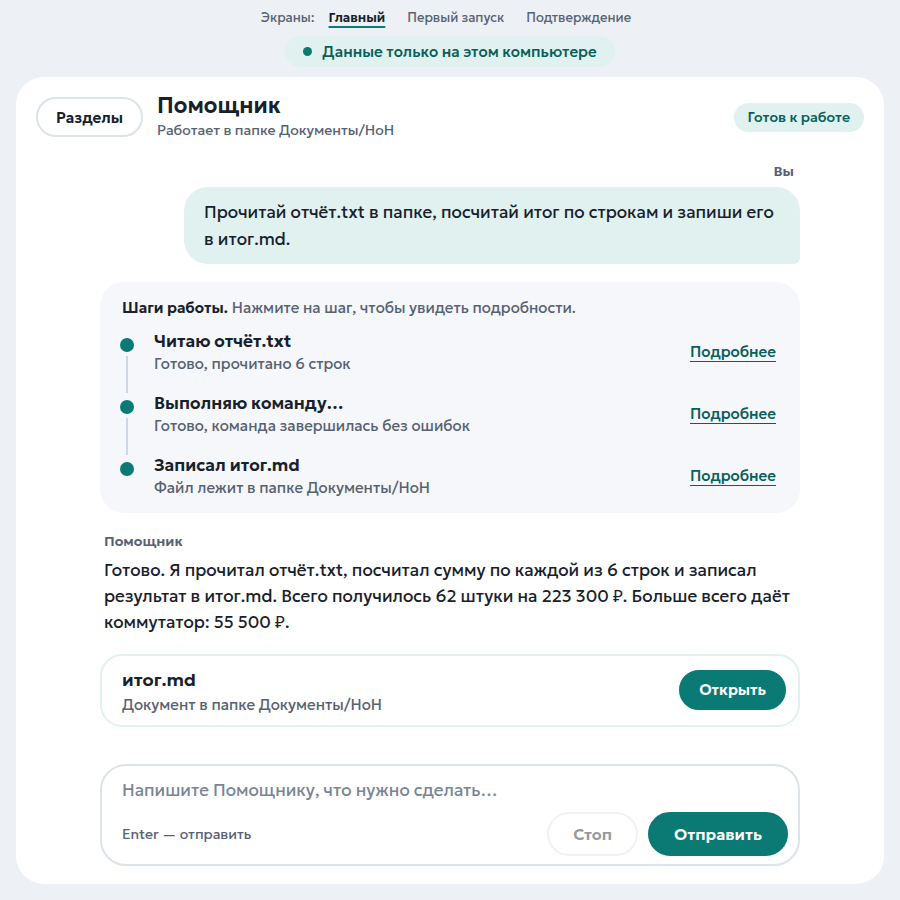 Экраны: Главный Первый запуск Подтверждение
Данные только на этом компьютере
Разделы
Помощник
Работает в папке Документы/НоН
Готов к работе
Вы
Прочитай отчёт.txt в папке, посчитай итог по строкам и запиши его
в итог.md.
Шаги работы. Нажмите на шаг, чтобы увидеть подробности.
Читаю отчёт.txt
Готово, прочитано 6 строк
Подробнее
Выполняю команду…
Готово, команда завершилась без ошибок
Подробнее
Записал итог.md
Файл лежит в папке Документы/НоН
Подробнее
Помощник
Готово. Я прочитал отчёт.txt, посчитал сумму по каждой из 6 строк и записал
результат в итог.md. Всего получилось 62 штуки на 223 300 ₽. Больше всего даёт
коммутатор: 55 500 ₽.
итог.md
Документ в папке Документы/НоН
Открыть
Напишите Помощнику, что нужно сделать…
Enter — отправить
Стоп
Отправить